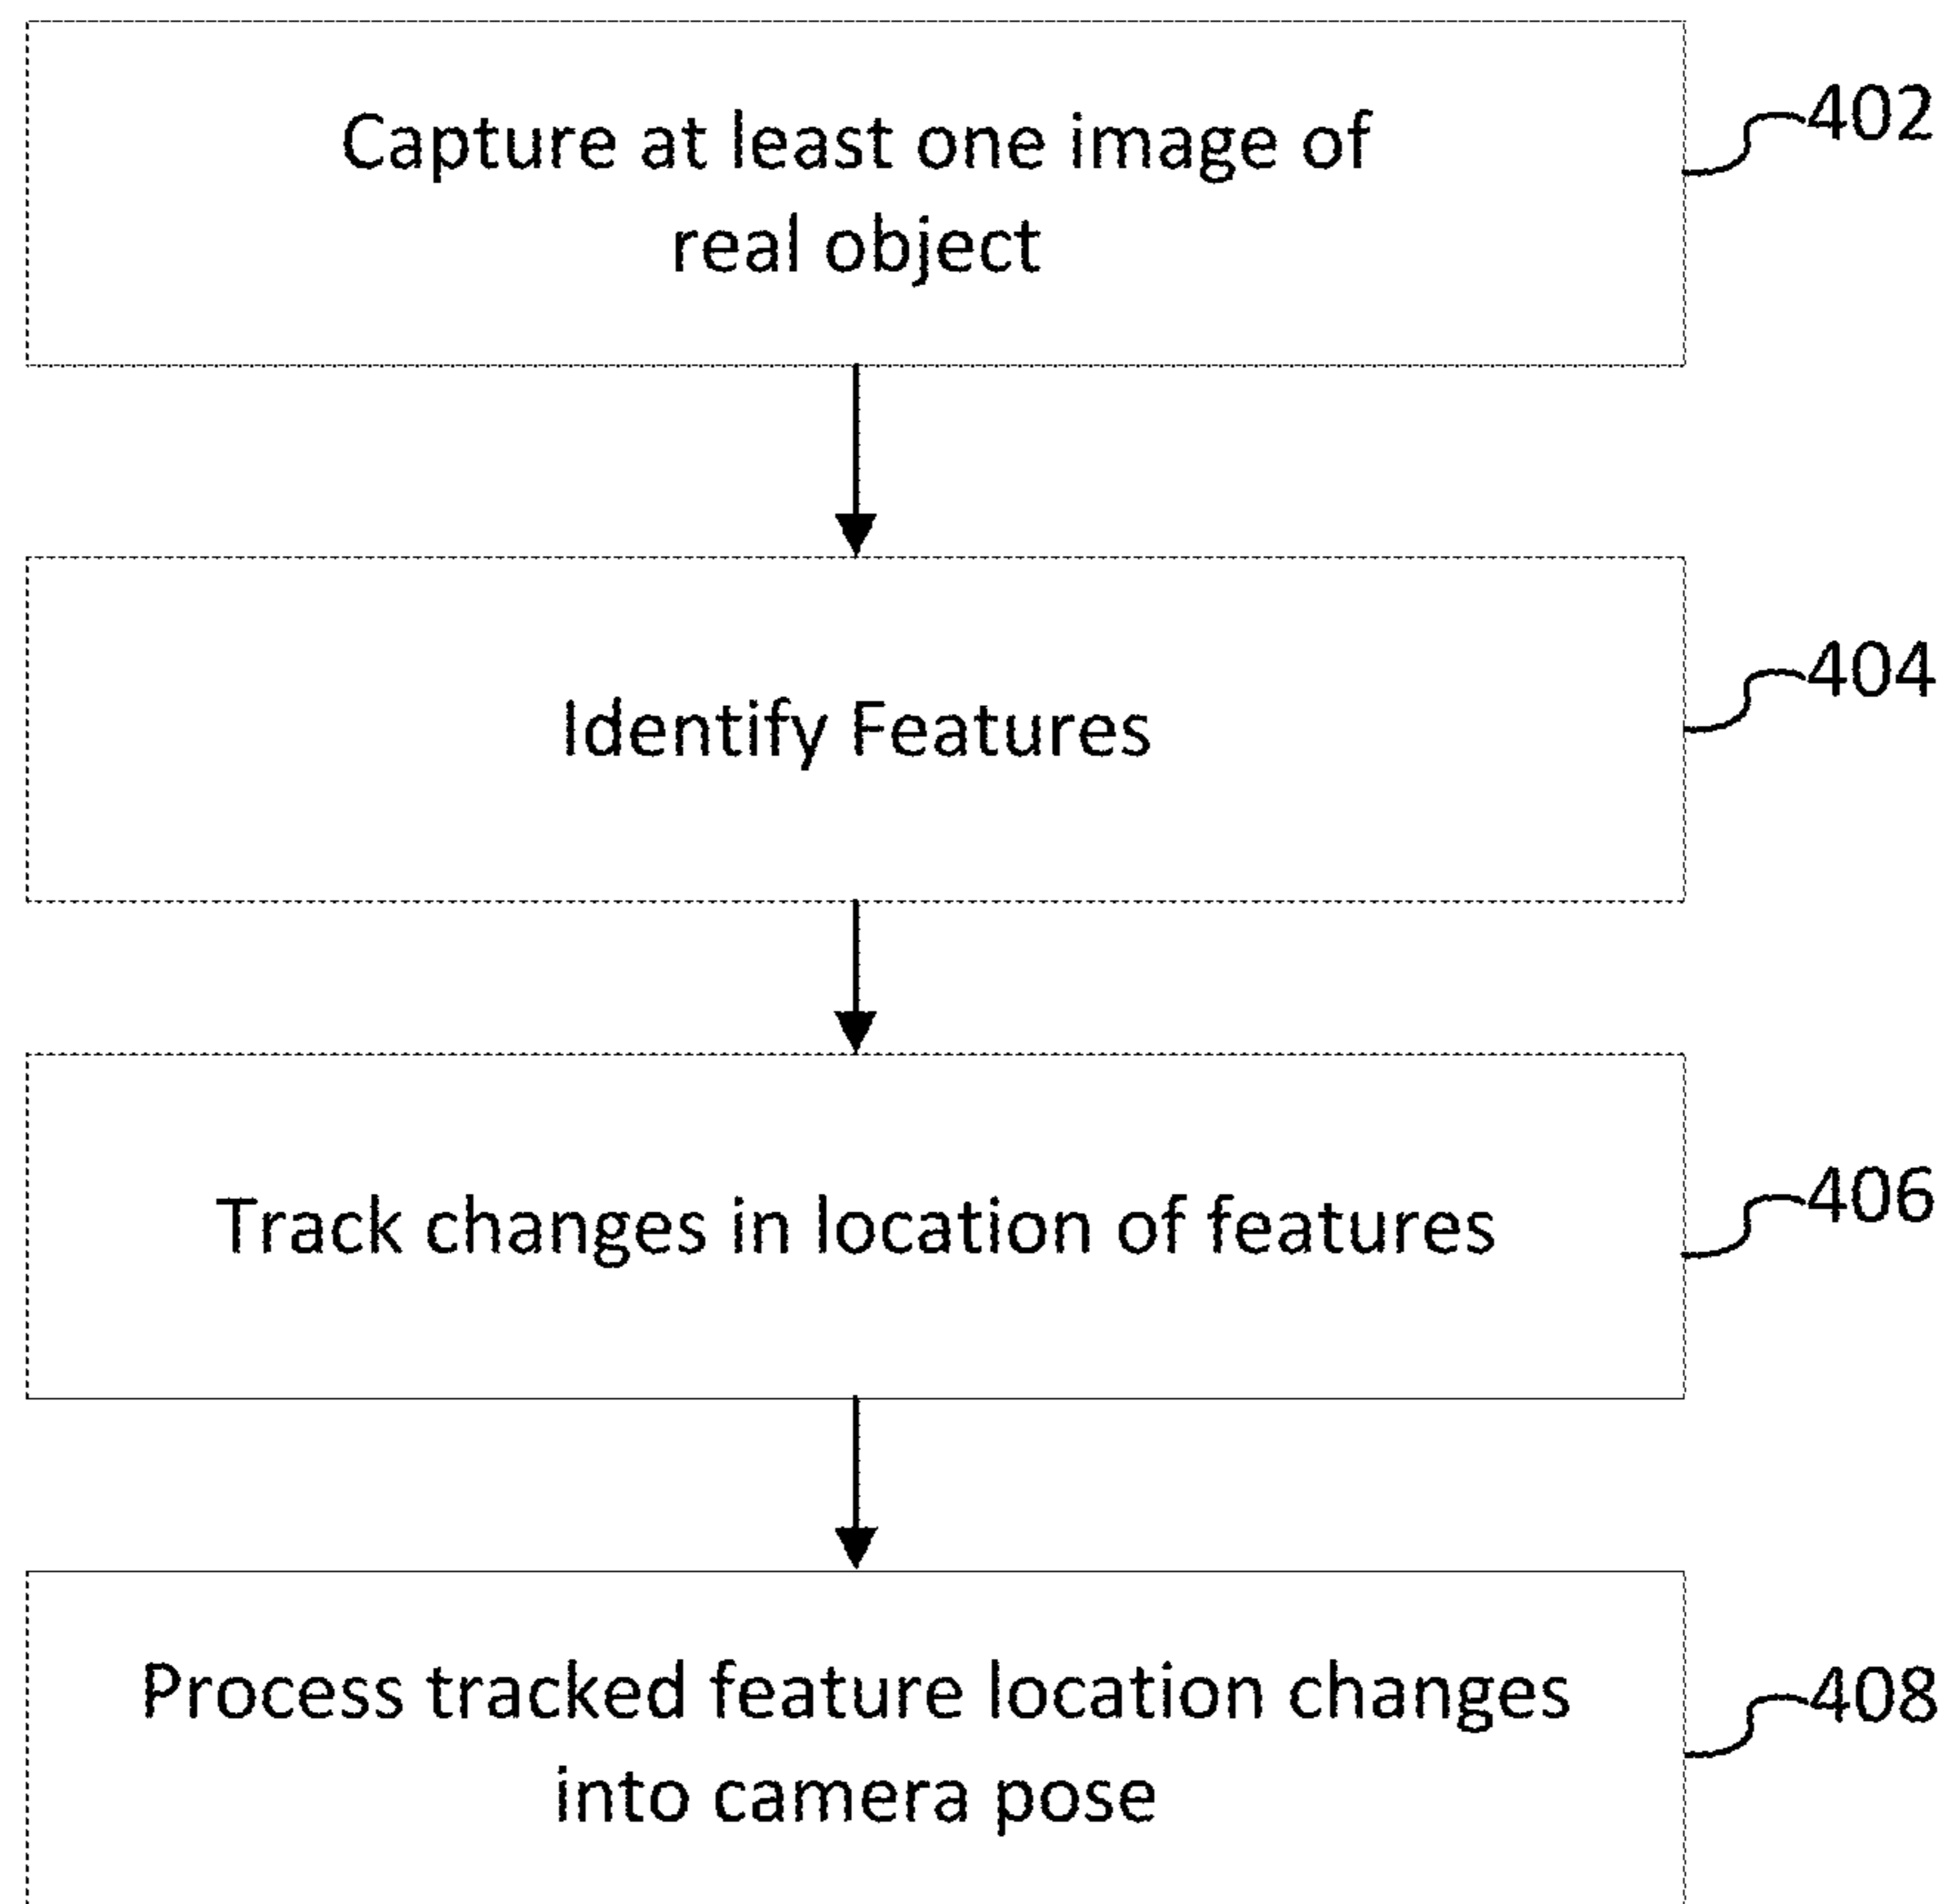 Capture at least one image of
real object
402
Identify Features
404
Track changes in location of features
406
Process tracked feature location changes
into camera pose
408